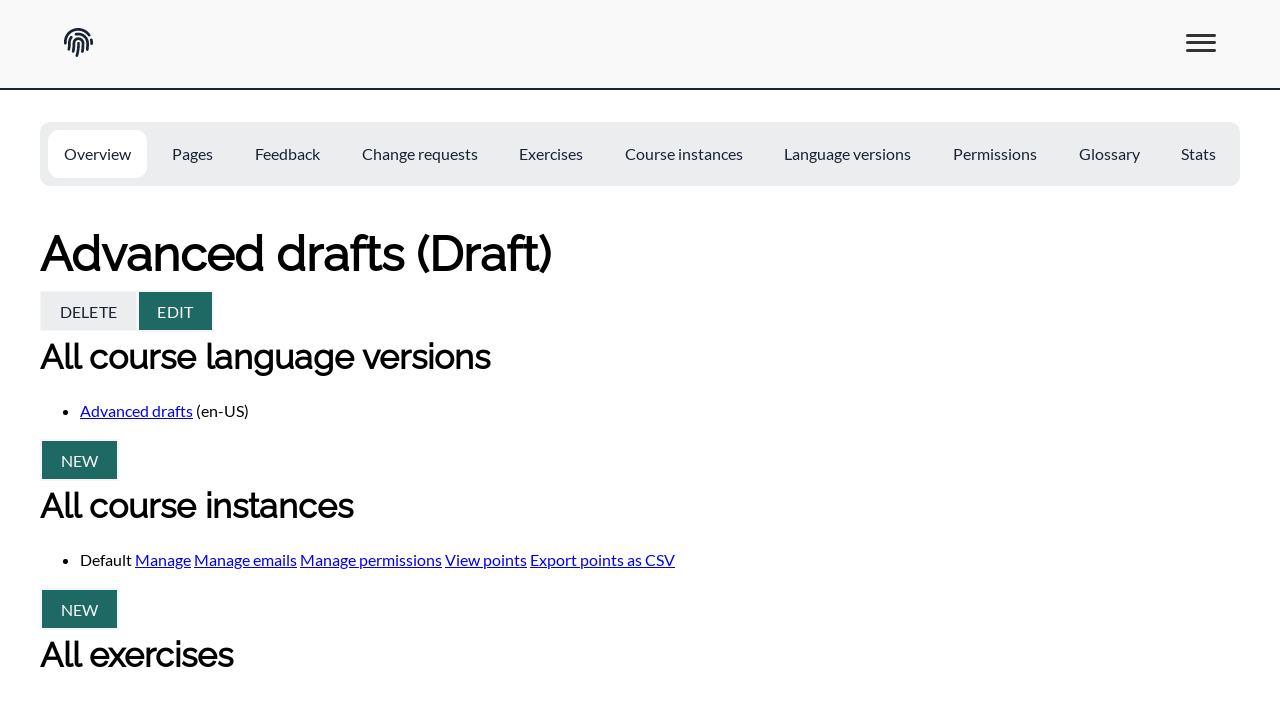 Overview Pages Feedback Change requests Exercises Course instances Language versions Permissions Glossary Stats
Advanced drafts (Draft)
DELETE EDIT
All course language versions
• Advanced drafts (en-US)
NEW
All course instances
• Default Manage Manage emails Manage permissions View points Export points as CSV
NEW
All exercises